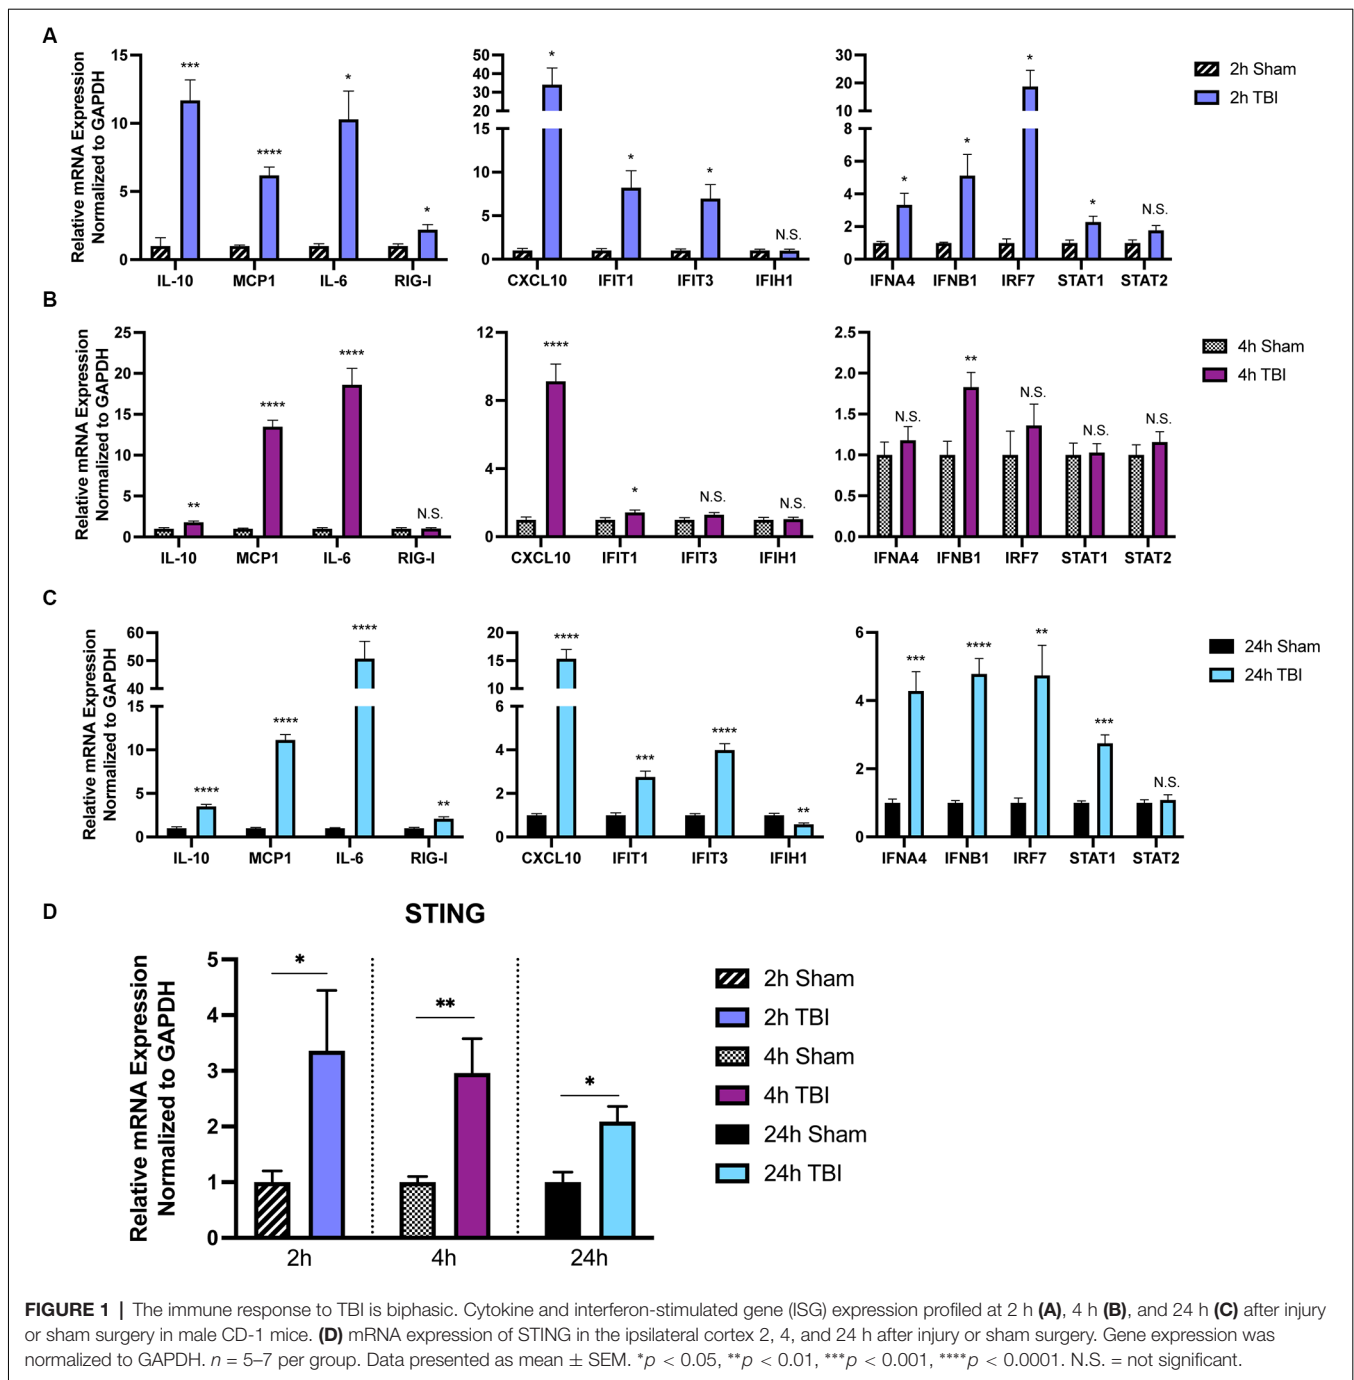 A
Relative mRNA Expression
Normalized to GAPDH
15
10
5
0
***
****
*
*
IL-10 MCP1 IL-6 RIG-I
50
40
30
20
15
10
5
0
*
*
*
N.S.
CXCL10 IFIT1 IFIT3 IFIH1
30
20
10
8
6
4
2
0
*
*
*
*
N.S.
IFNA4 IFNB1 IRF7 STAT1 STAT2
2h Sham
2h TBI
B
Relative mRNA Expression
Normalized to GAPDH
25
20
15
10
5
0
**
****
****
N.S.
IL-10 MCP1 IL-6 RIG-I
12
8
4
0
****
*
N.S.
N.S.
CXCL10 IFIT1 IFIT3 IFIH1
2.5
2.0
1.5
1.0
0.5
0.0
N.S.
**
N.S.
N.S.
N.S.
IFNA4 IFNB1 IRF7 STAT1 STAT2
4h Sham
4h TBI
C
Relative mRNA Expression
Normalized to GAPDH
60
50
40
15
10
5
0
****
****
****
**
IL-10 MCP1 IL-6 RIG-I
20
15
10
6
4
2
0
****
***
****
**
CXCL10 IFIT1 IFIT3 IFIH1
6
4
2
0
***
****
**
***
N.S.
IFNA4 IFNB1 IRF7 STAT1 STAT2
24h Sham
24h TBI
D
STING
Relative mRNA Expression
Normalized to GAPDH
5
4
3
2
1
0
*
**
*
2h 4h 24h
2h Sham
2h TBI
4h Sham
4h TBI
24h Sham
24h TBI
FIGURE 1 | The immune response to TBI is biphasic. Cytokine and interferon-stimulated gene (ISG) expression profiled at 2 h (A), 4 h (B), and 24 h (C) after injury
or sham surgery in male CD-1 mice. (D) mRNA expression of STING in the ipsilateral cortex 2, 4, and 24 h after injury or sham surgery. Gene expression was
normalized to GAPDH. n = 5–7 per group. Data presented as mean ± SEM. *p < 0.05, **p < 0.01, ***p < 0.001, ****p < 0.0001. N.S. = not significant.